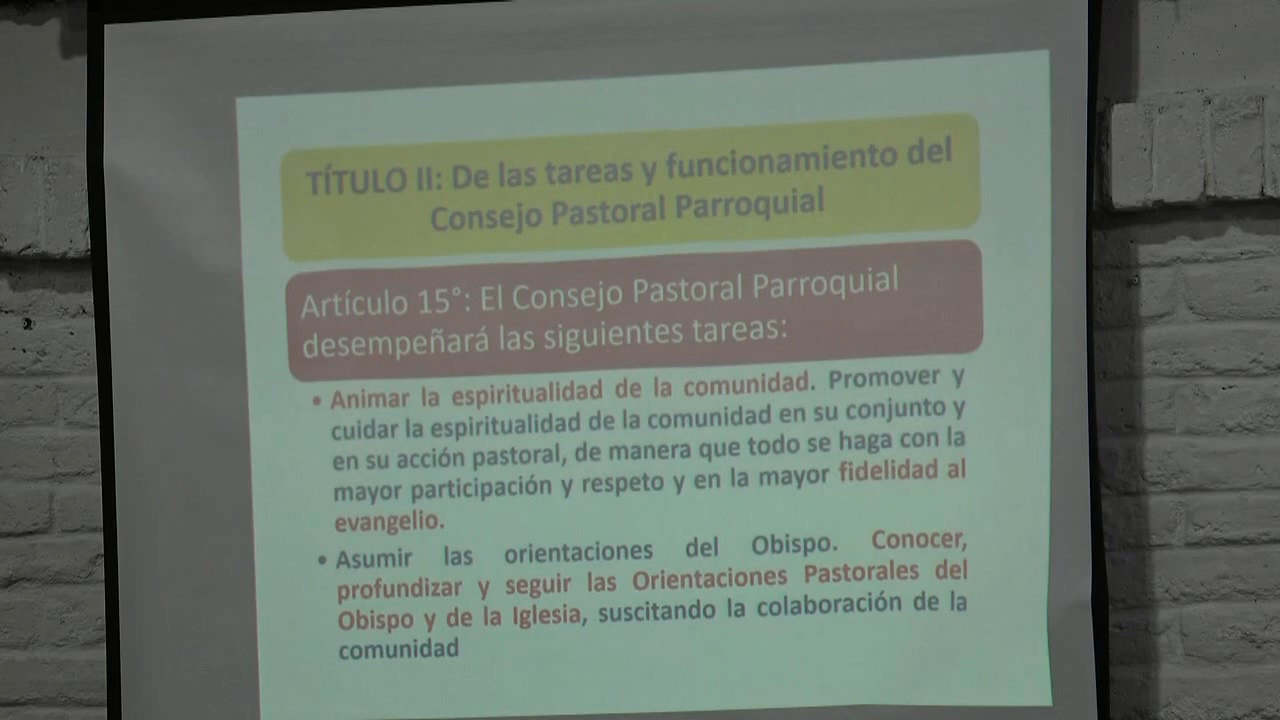 TÍTULO II: De las tareas y funcionamiento del
Consejo Pastoral Parroquial
Artículo 15°: El Consejo Pastoral Parroquial
desempeñará las siguientes tareas:
• Animar la espiritualidad de la comunidad. Promover y
cuidar la espiritualidad de la comunidad en su conjunto y
en su acción pastoral, de manera que todo se haga con la
mayor participación y respeto y en la mayor fidelidad al
evangelio.
• Asumir las orientaciones del Obispo. Conocer,
profundizar y seguir las Orientaciones Pastorales del
Obispo y de la Iglesia, suscitando la colaboración de la
comunidad